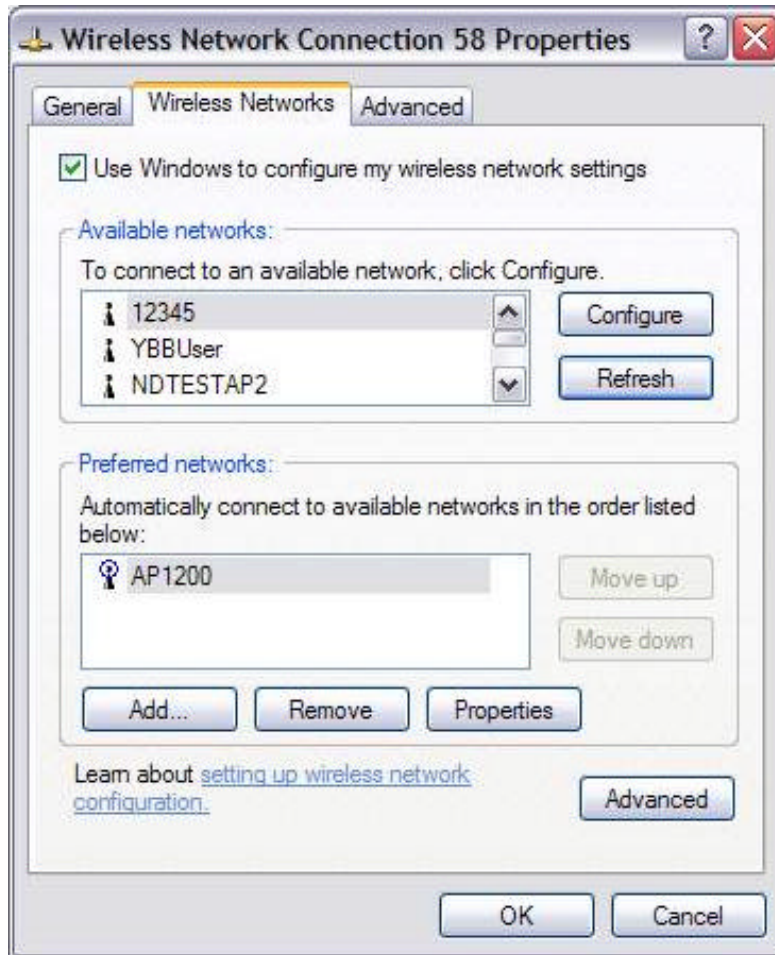 Wireless Network Connection 58 Properties
?
General Wireless Networks Advanced
Use Windows to configure my wireless network settings
Available networks:
To connect to an available network, click Configure.
12345
Configure
YBBUser
NDTESTAP2
Refresh
Preferred networks:
Automatically connect to available networks in the order listed
below:
AP1200
Move up
Move down
Add... Remove Properties
Learn about setting up wireless network
configuration.
Advanced
OK Cancel